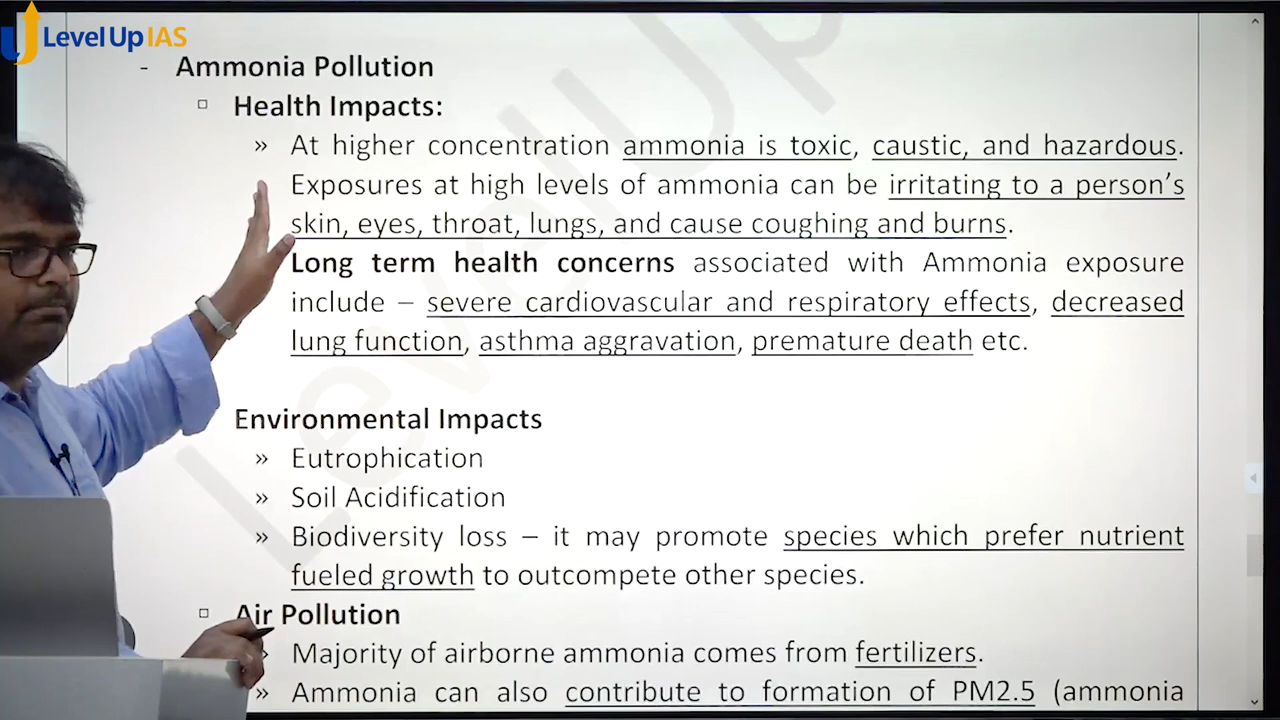 Level Up IAS
- Ammonia Pollution
Health Impacts:
» At higher concentration ammonia is toxic, caustic, and hazardous.
Exposures at high levels of ammonia can be irritating to a person's
skin, eyes, throat, lungs, and cause coughing and burns.
Long term health concerns associated with Ammonia exposure
include – severe cardiovascular and respiratory effects, decreased
lung function, asthma aggravation, premature death etc.
Environmental Impacts
» Eutrophication
» Soil Acidification
» Biodiversity loss – it may promote species which prefer nutrient
fueled growth to outcompete other species.
Air Pollution
» Majority of airborne ammonia comes from fertilizers.
» Ammonia can also contribute to formation of PM2.5 (ammonia
Level Up